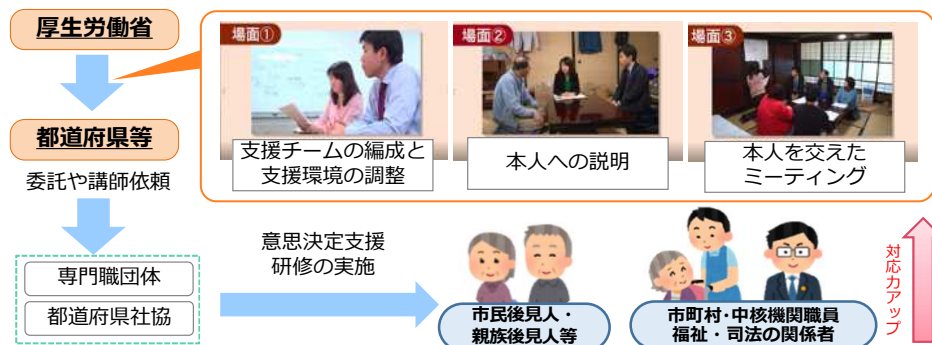 厚生労働省
場面①
場面②
場面③
支援チームの編成と
支援環境の調整
本人への説明
本人を交えた
ミーティング
都道府県等
委託や講師依頼
専門職団体
都道府県社協
意思決定支援
研修の実施
市民後見人・
親族後見人等
市町村・中核機関職員
福祉・司法の関係者
対応力アップ